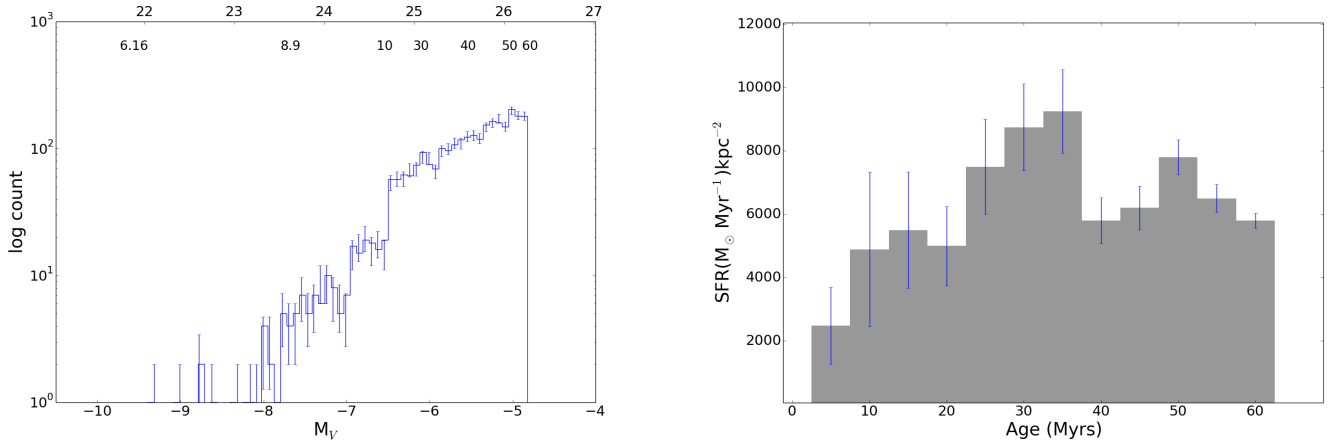 22 23 24 25 26 27
6.16 8.9 10 30 40 50 60
10³
10²
10¹
10⁰
log count
−10 −9 −8 −7 −6 −5 −4
M_V
12000
10000
8000
6000
4000
2000
SFR(M_⊙ Myr⁻¹)kpc⁻²
0 10 20 30 40 50 60
Age (Myrs)